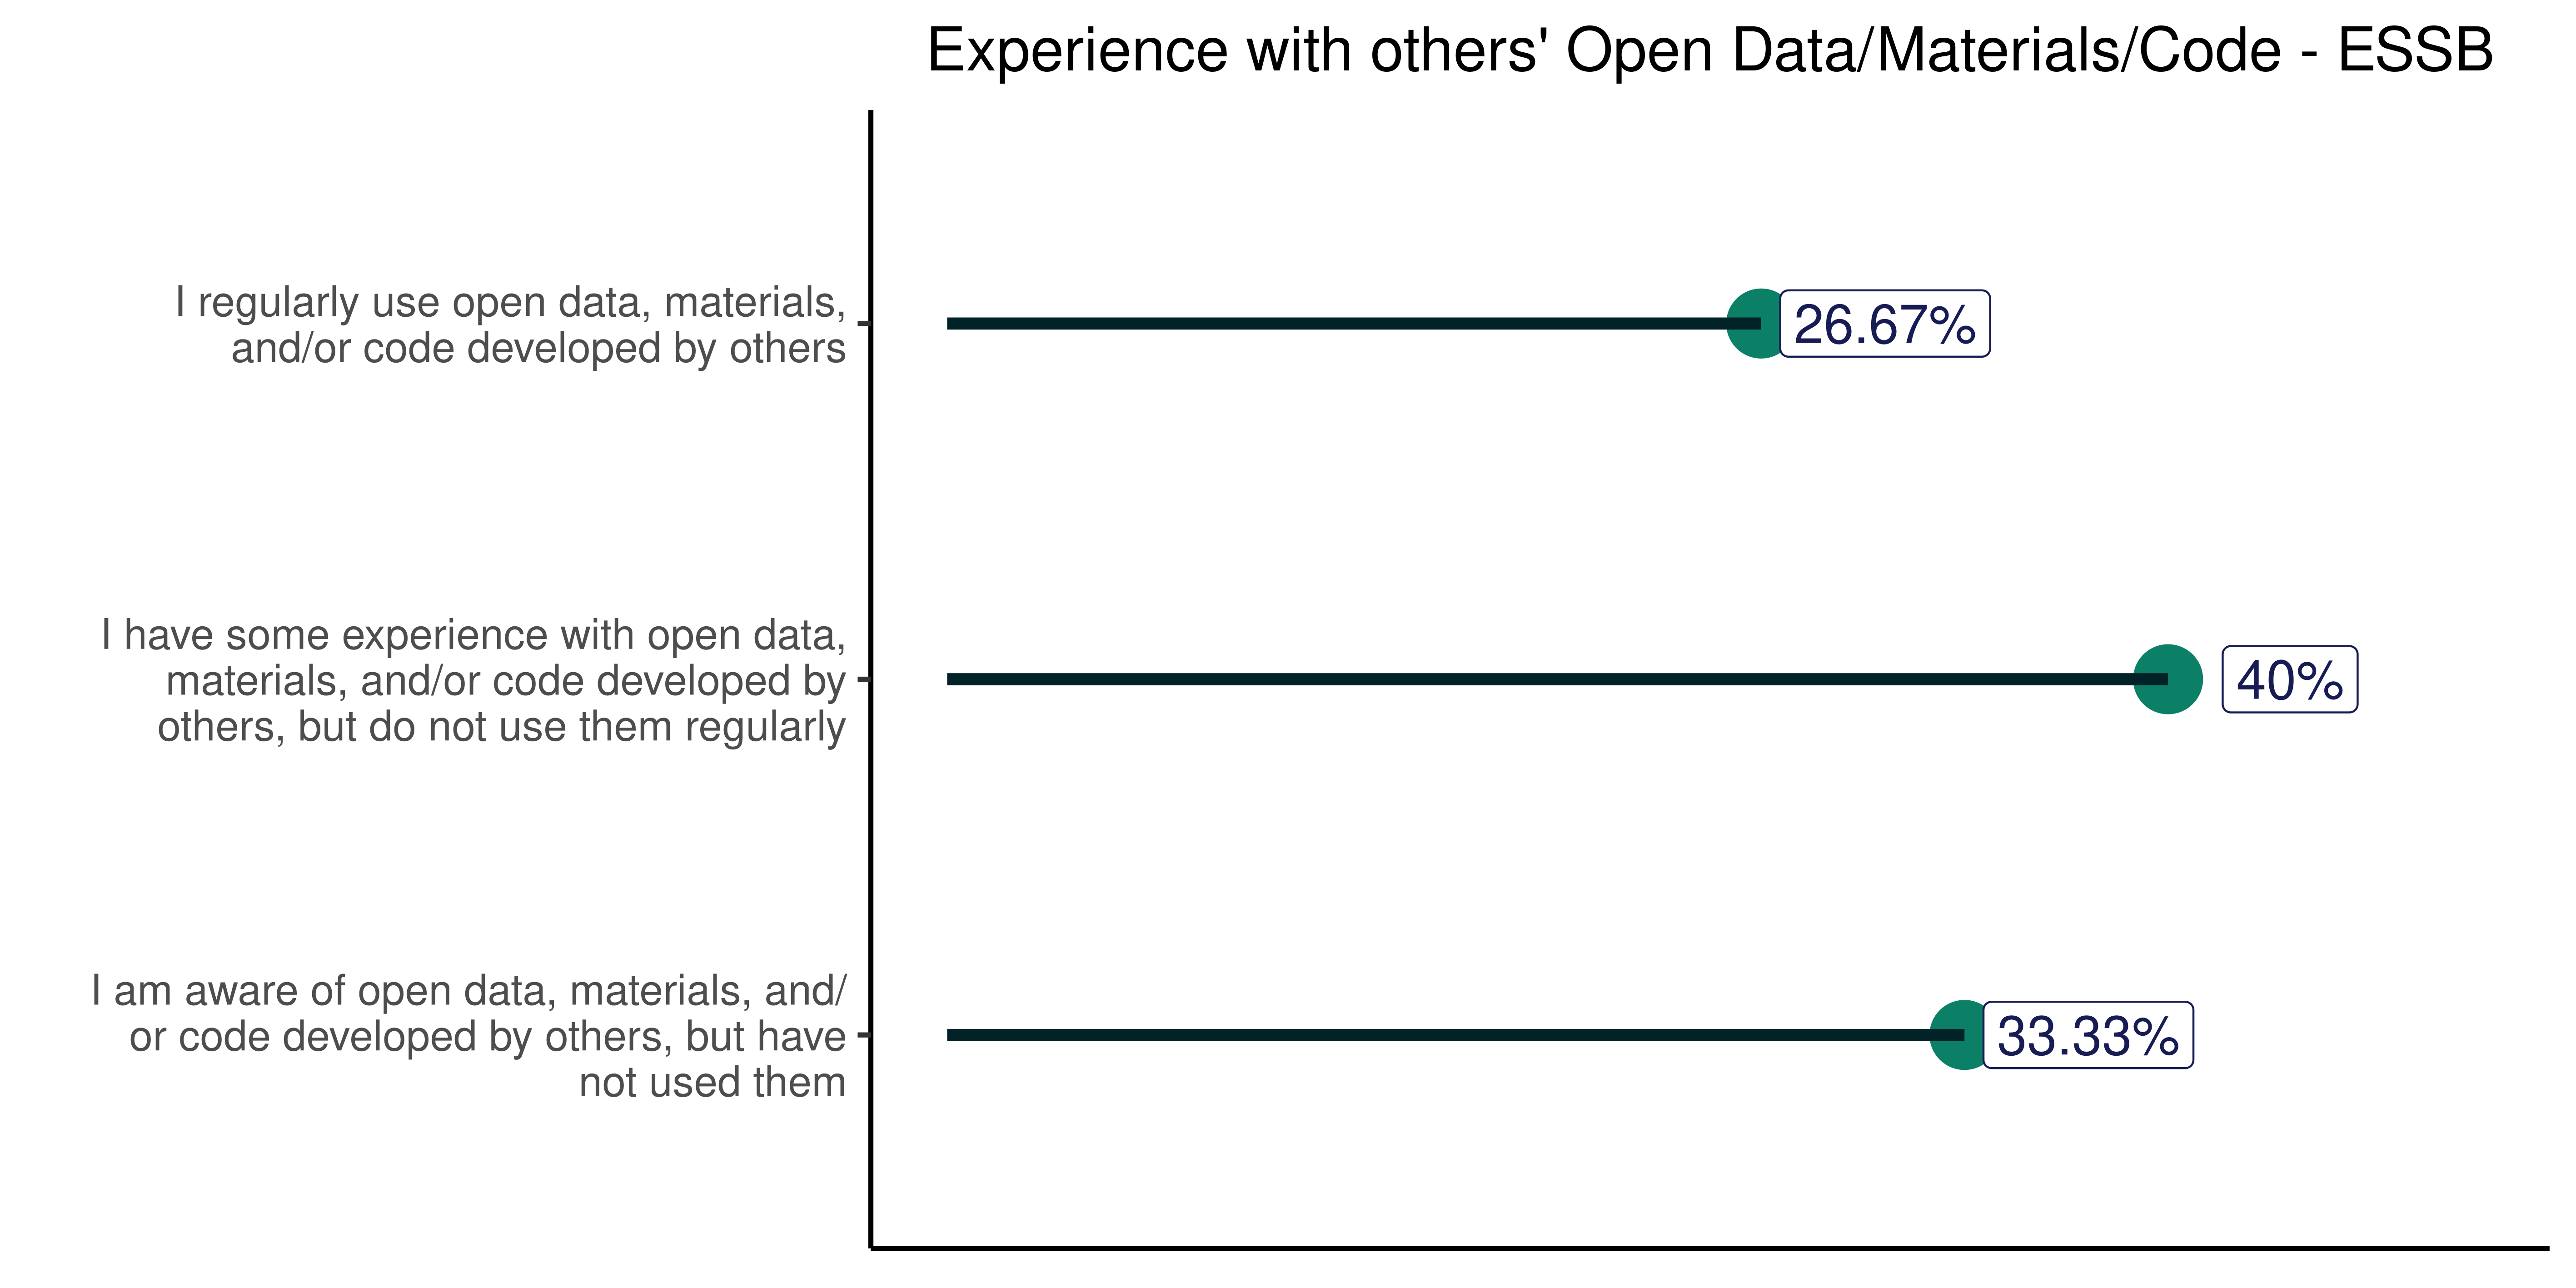 Experience with others' Open Data/Materials/Code - ESSB
I regularly use open data, materials,
and/or code developed by others
26.67%
I have some experience with open data,
materials, and/or code developed by
others, but do not use them regularly
40%
I am aware of open data, materials, and/
or code developed by others, but have
not used them
33.33%